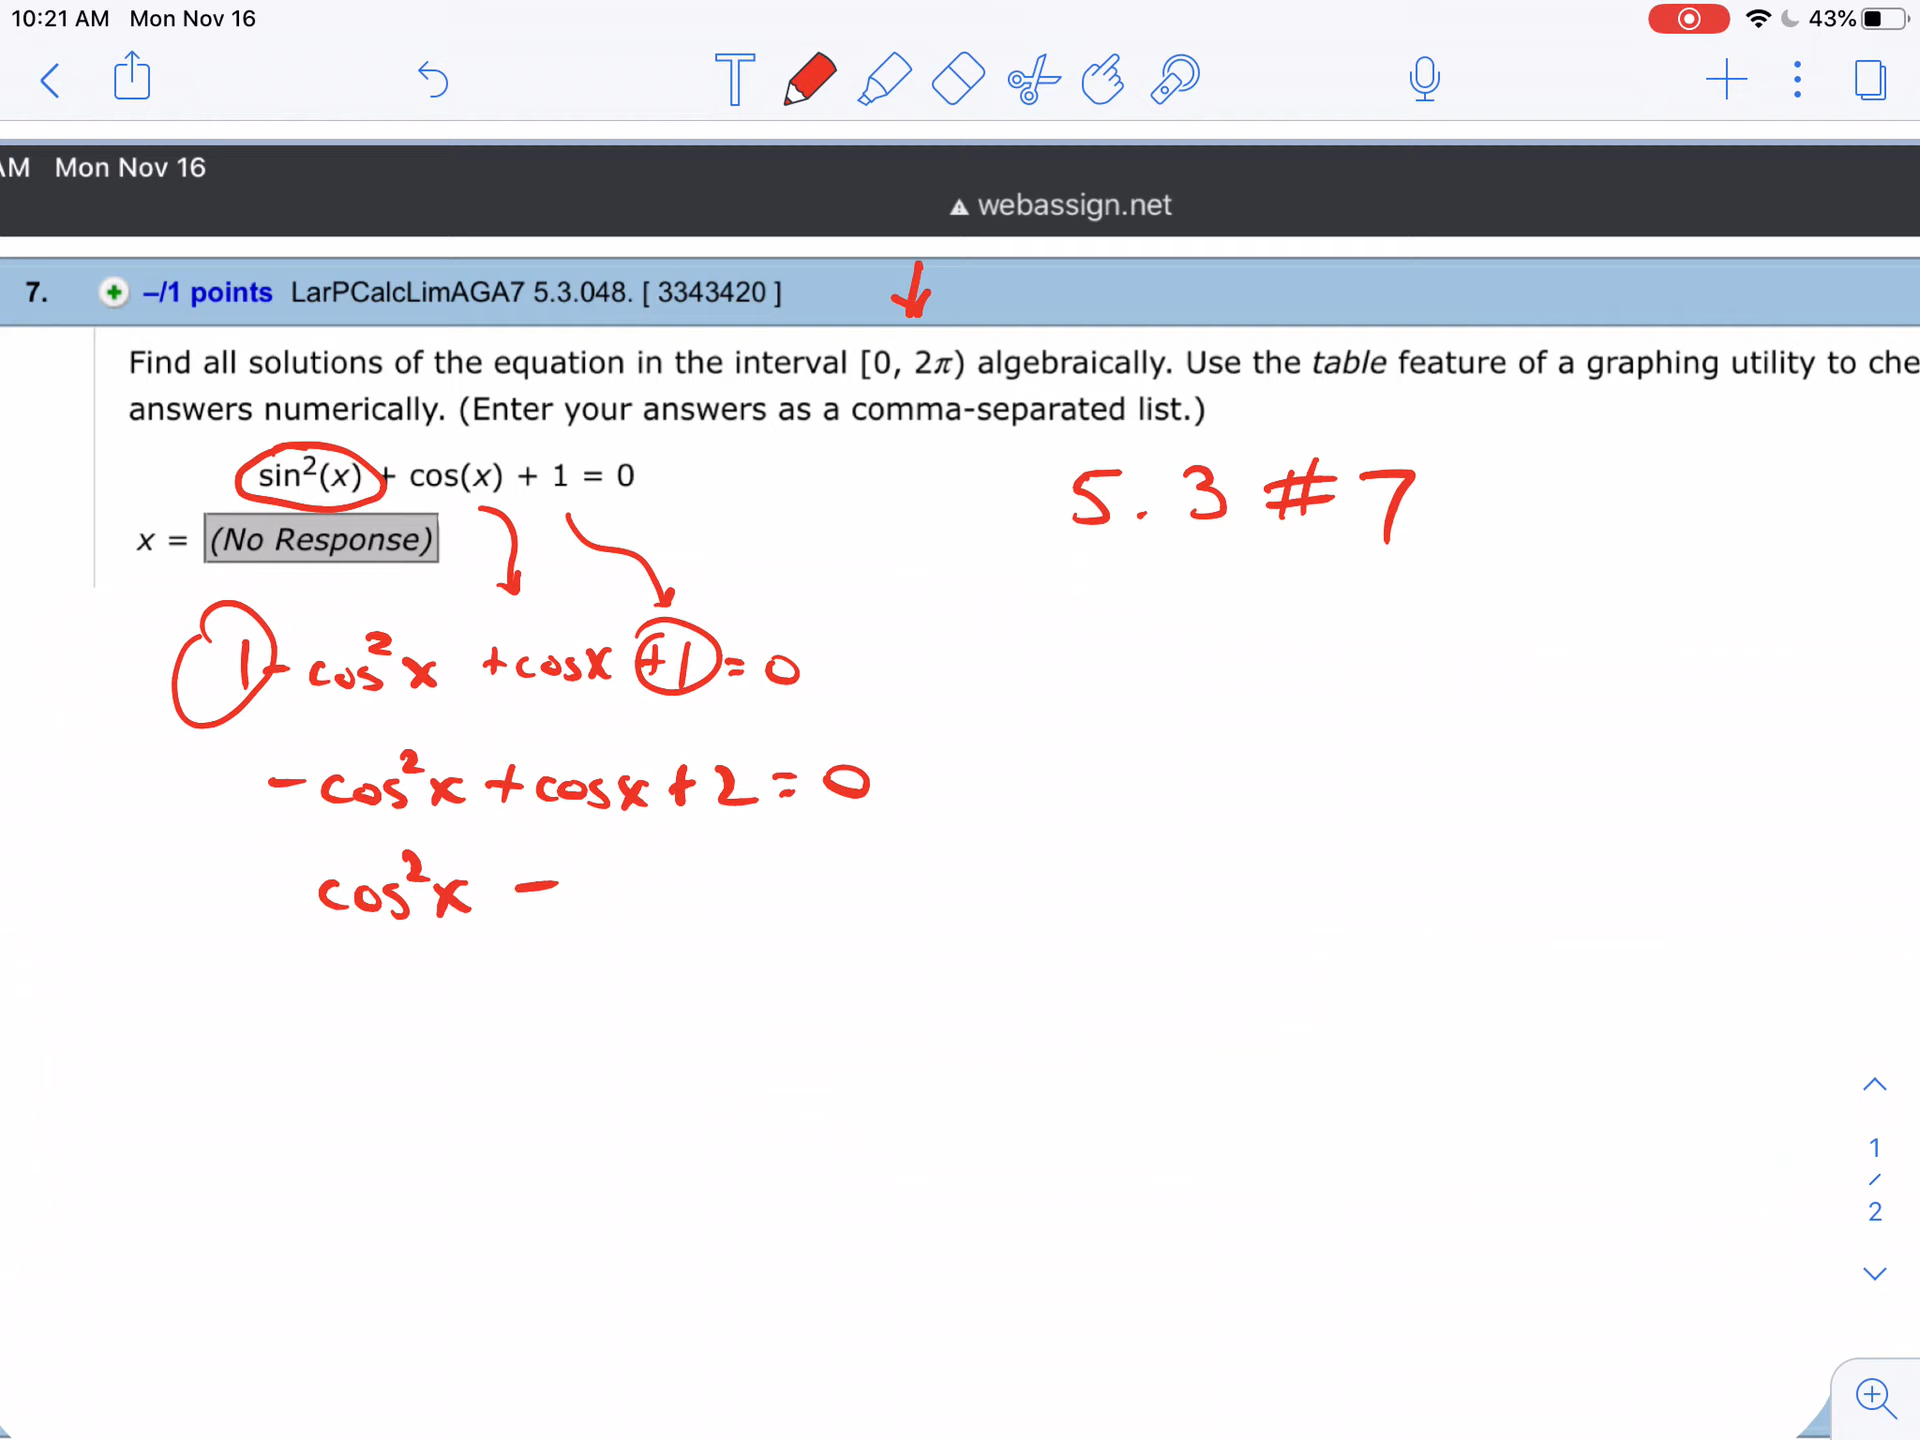 10:21 AM Mon Nov 16
43%
AM Mon Nov 16
webassign.net
7. –/1 points LarPCalcLimAGA7 5.3.048. [ 3343420 ]
Find all solutions of the equation in the interval [0, 2π) algebraically. Use the table feature of a graphing utility to che
answers numerically. (Enter your answers as a comma-separated list.)
sin²(x) + cos(x) + 1 = 0
5.3 #7
x = (No Response)
1 - cos²x + cosx +1 = 0
- cos²x + cosx + 2 = 0
cos²x -
1
/
2